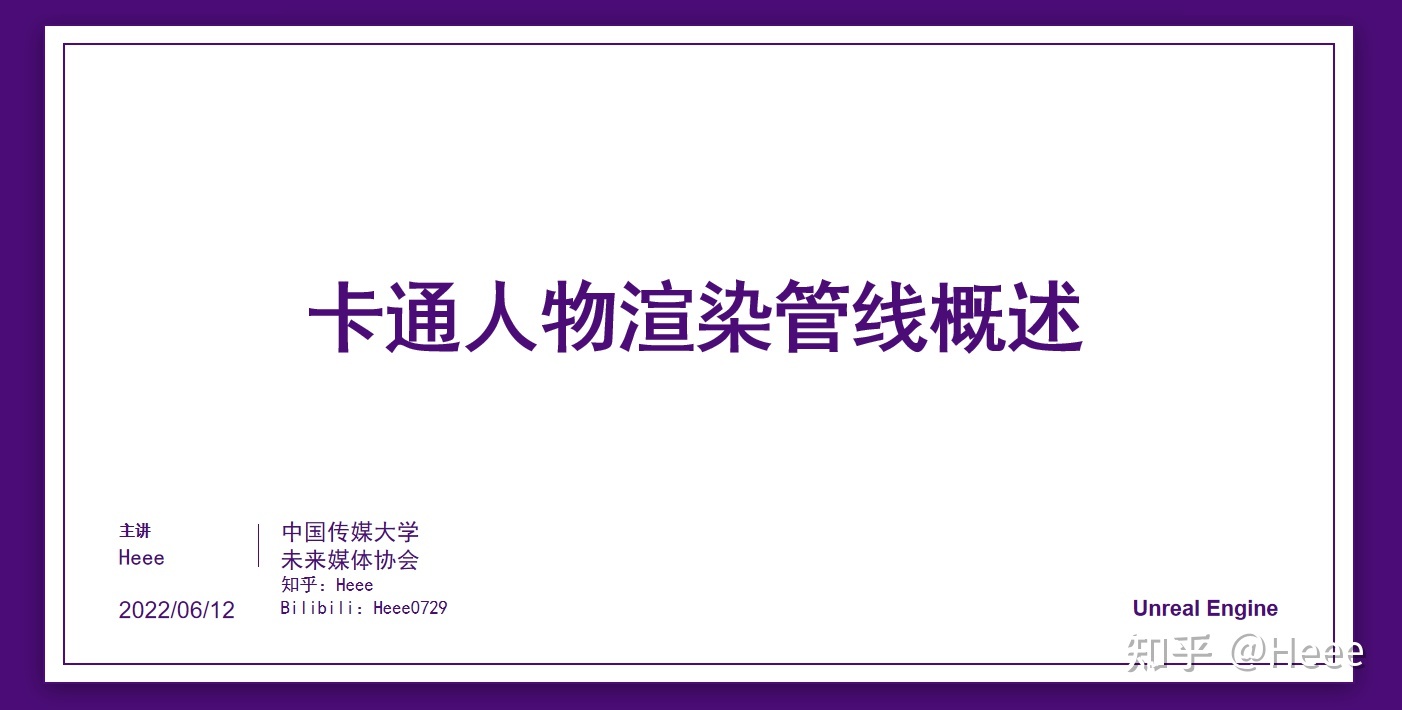 卡通人物渲染管线概述
主讲
Heee
2022/06/12
中国传媒大学
未来媒体协会
知乎：Heee
Bilibili：Heee0729
Unreal Engine
知乎 @Heee